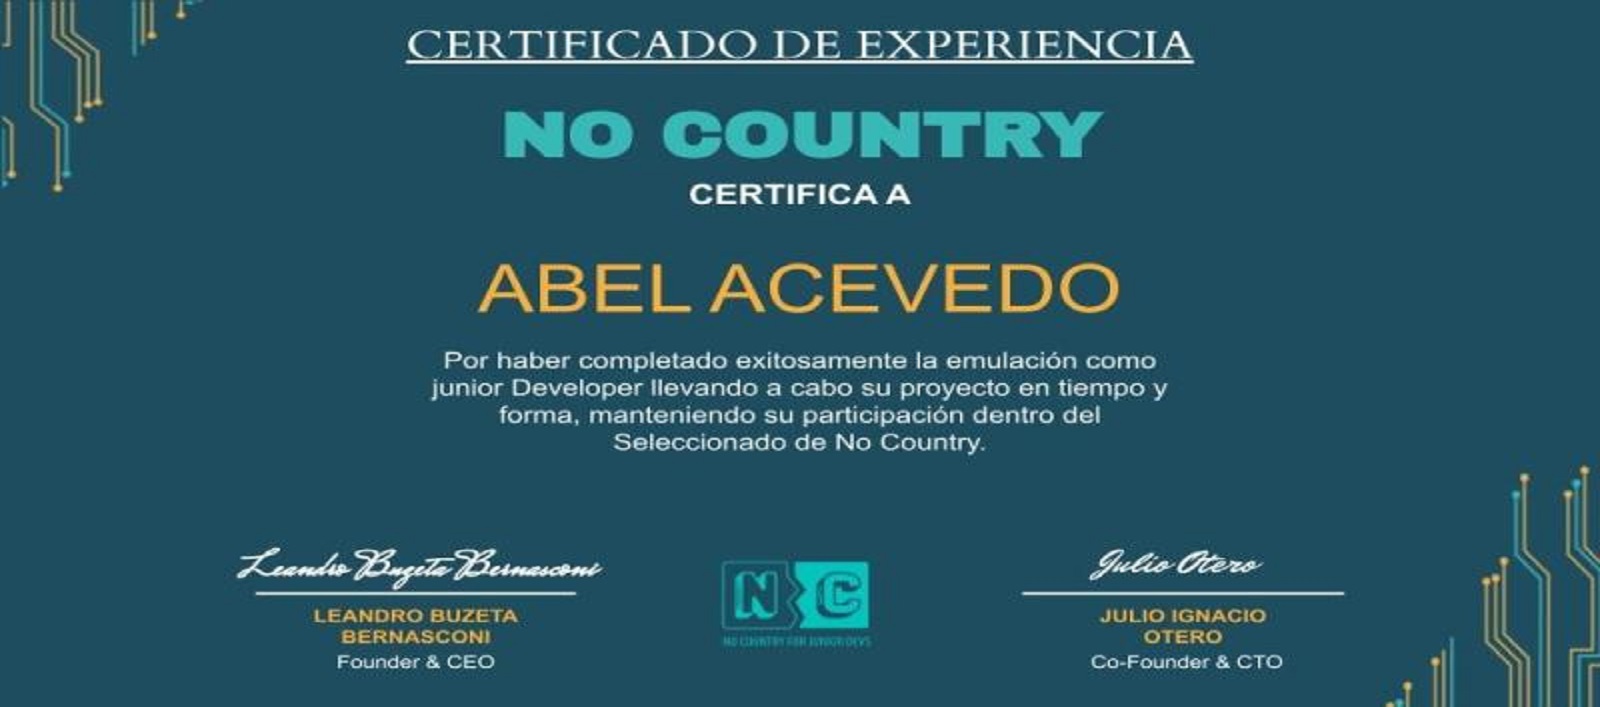 CERTIFICADO DE EXPERIENCIA
NO COUNTRY
CERTIFICA A
ABEL ACEVEDO
Por haber completado exitosamente la emulación como
junior Developer llevando a cabo su proyecto en tiempo y
forma, manteniendo su participación dentro del
Seleccionado de No Country.
Leandro Buzeta Bernasconi
LEANDRO BUZETA
BERNASCONI
Founder & CEO
NC
NO COUNTRY FOR JUNIOR DEVS
Julio Otero
JULIO IGNACIO
OTERO
Co-Founder & CTO